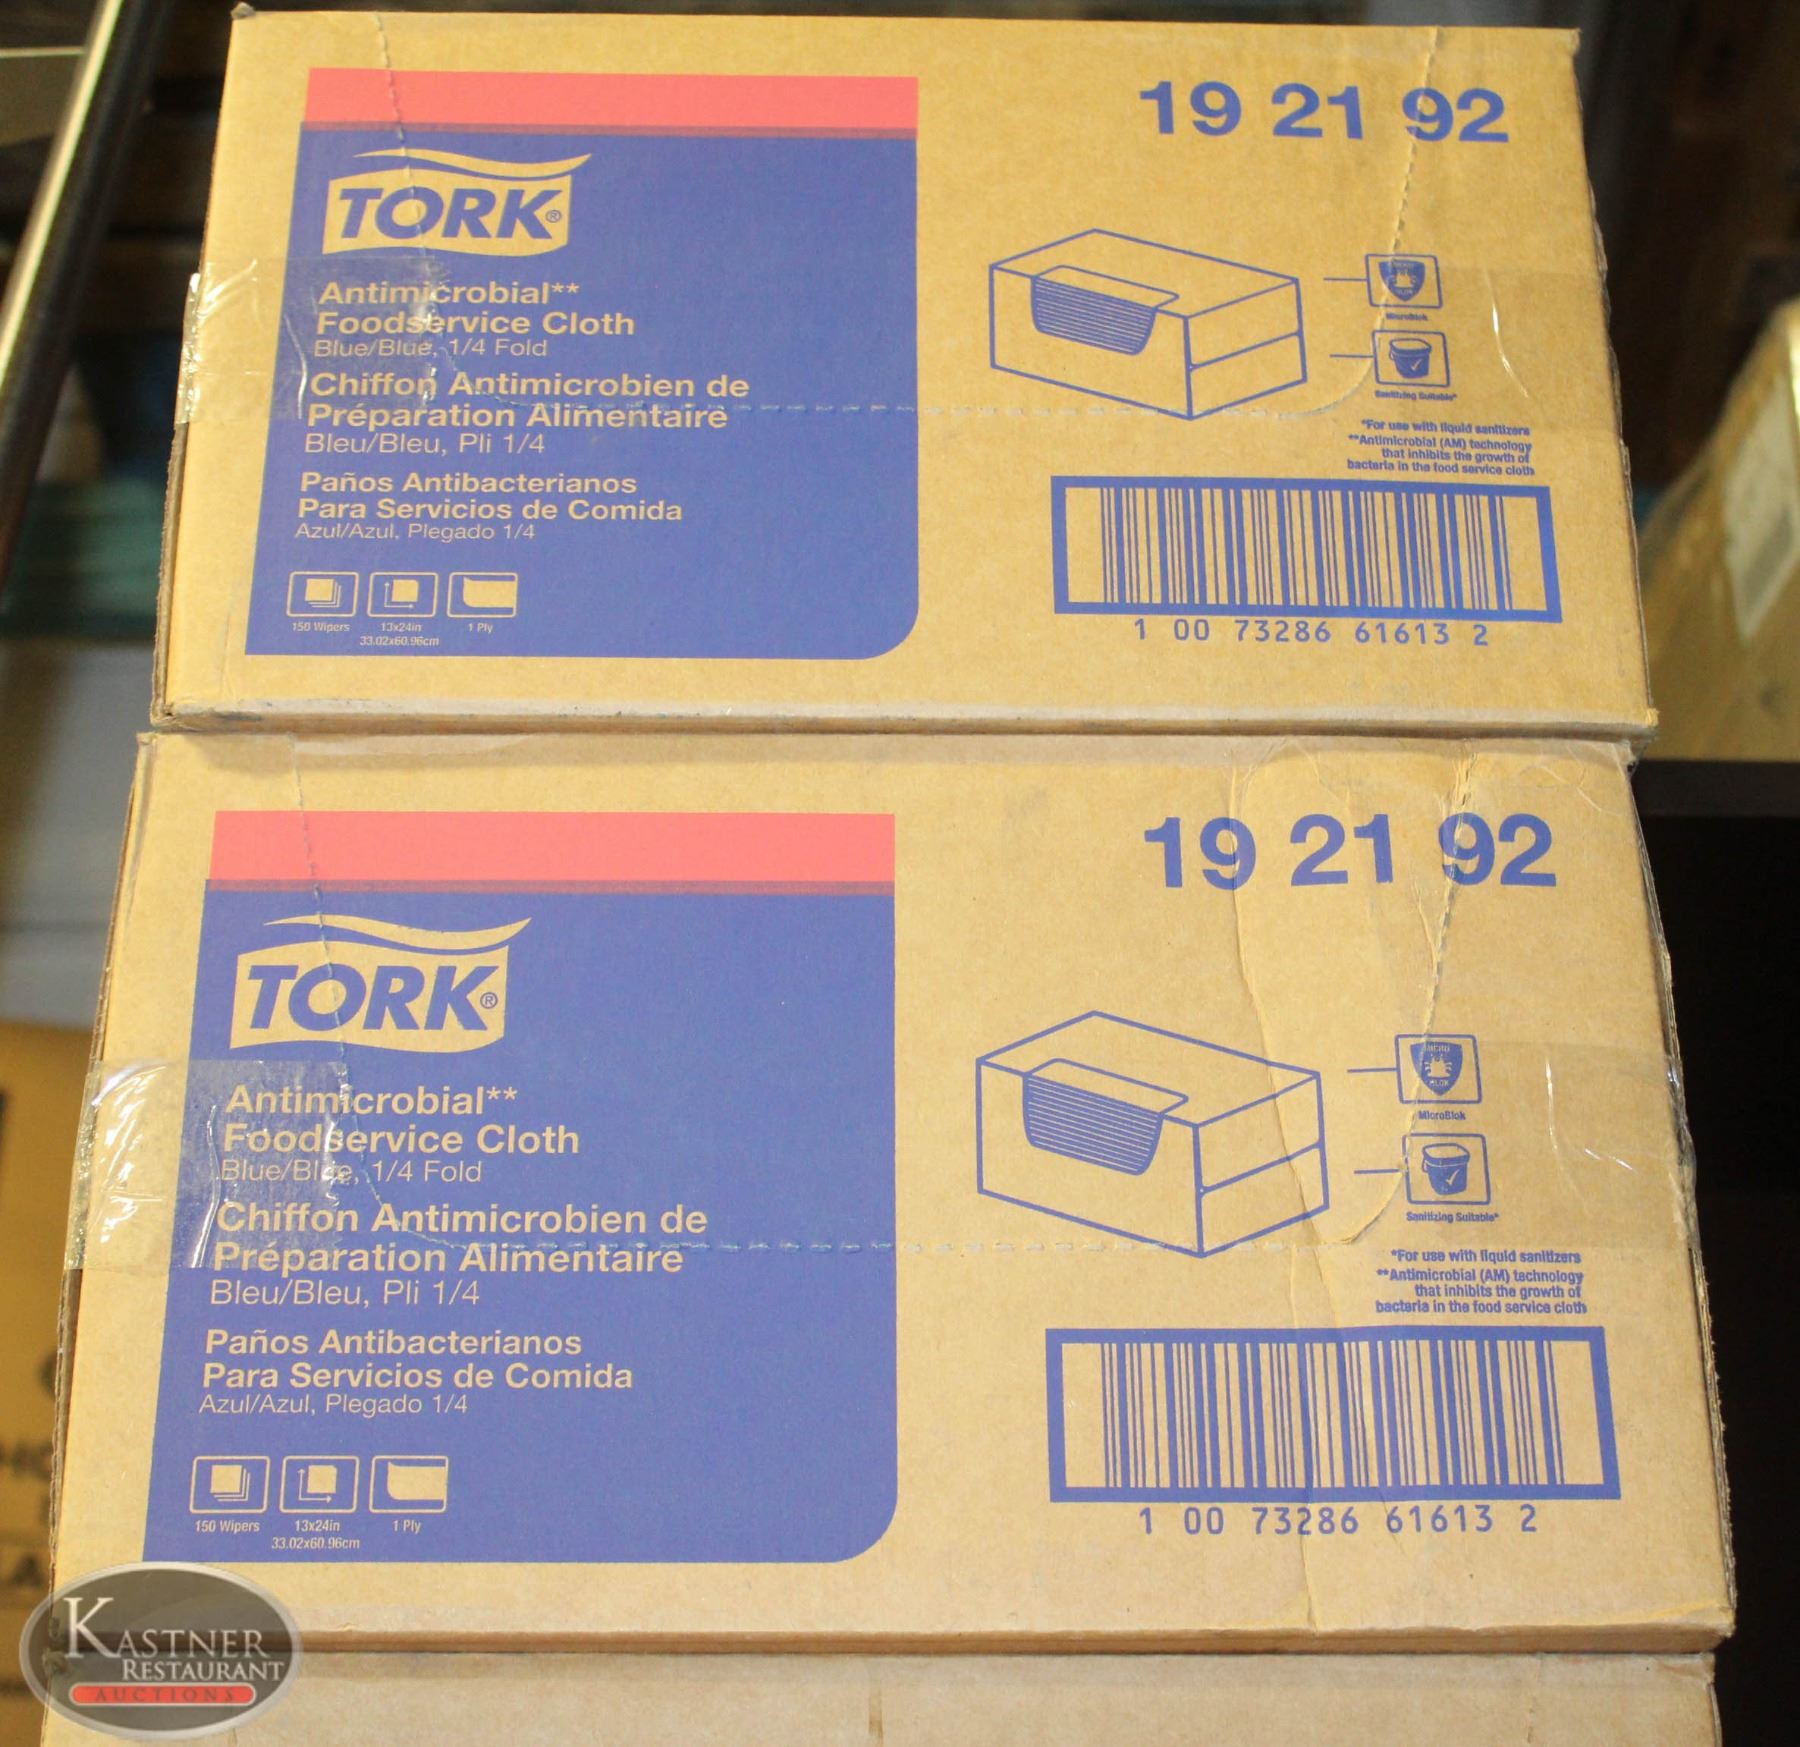 19 21 92
TORK®
Antimicrobial**
Foodservice Cloth
Blue/Blue, 1/4 Fold
Chiffon Antimicrobien de
Préparation Alimentaire
Bleu/Bleu, Pli 1/4
Paños Antibacterianos
Para Servicios de Comida
Azul/Azul, Plegado 1/4
150 Wipers
13x24in
33.02x60.96cm
1 Ply
MICRO
BLOK
MicroBlok
Sanitizing Suitable*
*For use with liquid sanitizers
**Antimicrobial (AM) technology
that inhibits the growth of
bacteria in the food service cloth
1 00 73286 61613 2
19 21 92
TORK®
Antimicrobial**
Foodservice Cloth
Blue/Blue, 1/4 Fold
Chiffon Antimicrobien de
Préparation Alimentaire
Bleu/Bleu, Pli 1/4
Paños Antibacterianos
Para Servicios de Comida
Azul/Azul, Plegado 1/4
150 Wipers
13x24in
33.02x60.96cm
1 Ply
MICRO
BLOK
MicroBlok
Sanitizing Suitable*
*For use with liquid sanitizers
**Antimicrobial (AM) technology
that inhibits the growth of
bacteria in the food service cloth
1 00 73286 61613 2
KASTNER
RESTAURANT
AUCTIONS